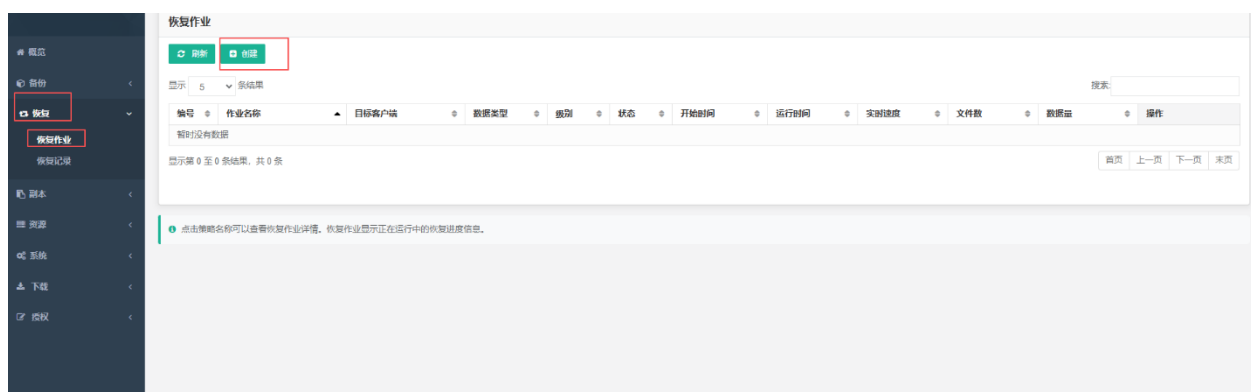 恢复作业
概览
刷新
创建
备份
显示 5 条结果
搜索:
恢复
编号 作业名称 目标客户端 数据类型 级别 状态 开始时间 运行时间 实时速度 文件数 数据量 操作
恢复作业
暂时没有数据
恢复记录
显示第 0 至 0 条结果，共 0 条
首页 上一页 下一页 末页
副本
资源
点击策略名称可以查看恢复作业详情。恢复作业显示正在运行中的恢复进度信息。
系统
下载
授权